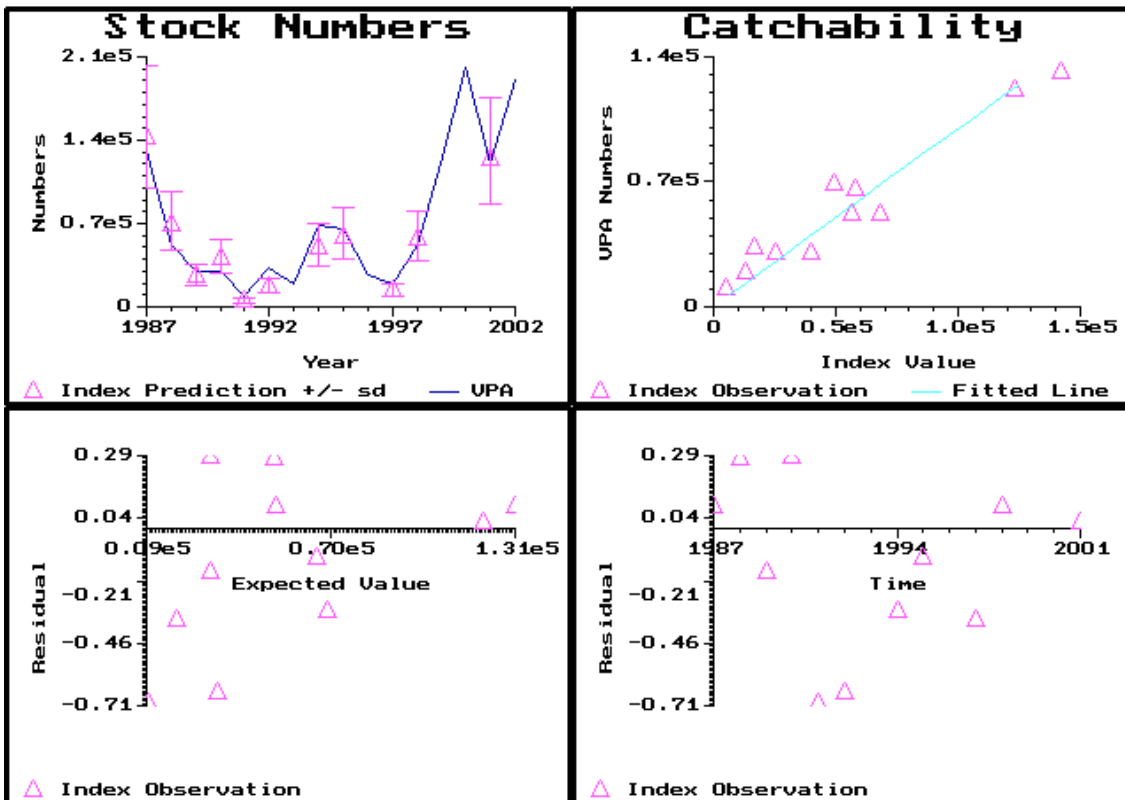 Stock Numbers
2.1e5
1.4e5
0.7e5
0
Numbers
1987 1992 1997 2002
Year
Index Prediction +/- sd VPA
Catchability
1.4e5
0.7e5
0
VPA Numbers
0 0.5e5 1.0e5 1.5e5
Index Value
Index Observation Fitted Line
0.29
0.04
-0.21
-0.46
-0.71
Residual
0.09e5 0.70e5 1.31e5
Expected Value
Index Observation
0.29
0.04
-0.21
-0.46
-0.71
Residual
1987 1994 2001
Time
Index Observation